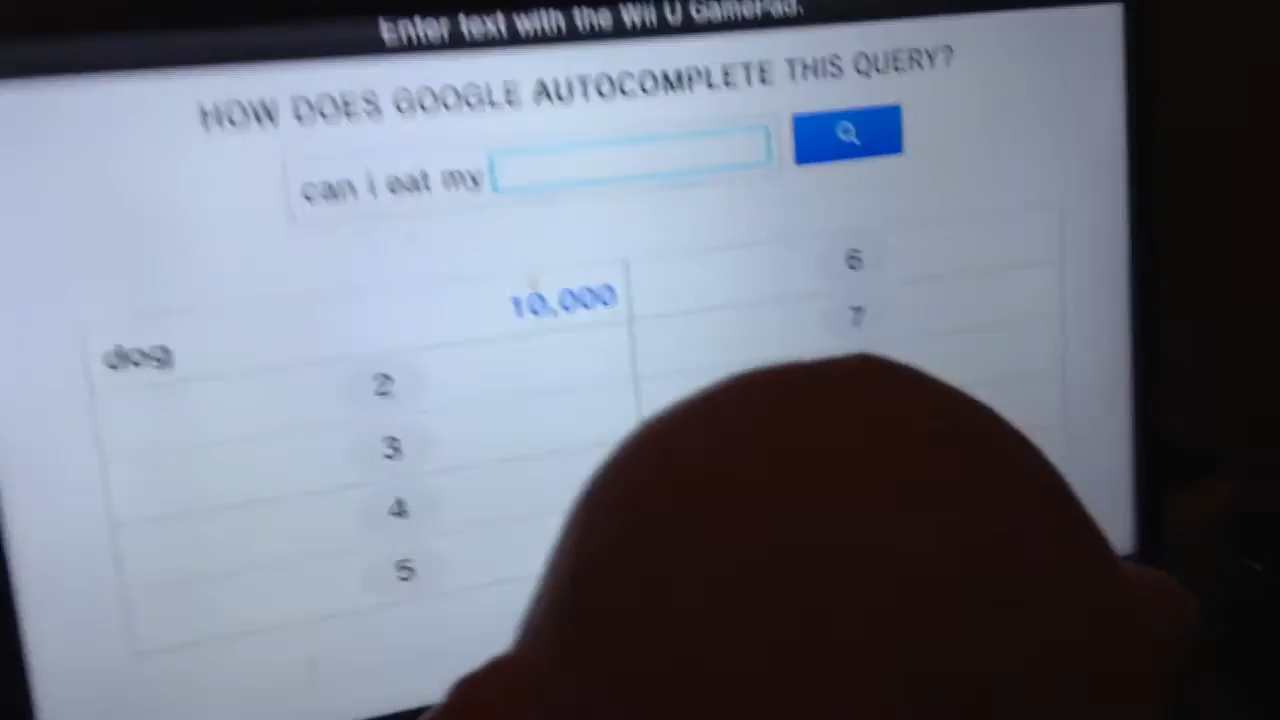 Enter text with the Wii U GamePad.
HOW DOES GOOGLE AUTOCOMPLETE THIS QUERY?
can i eat my
dog 10,000
2
3
4
5
6
7